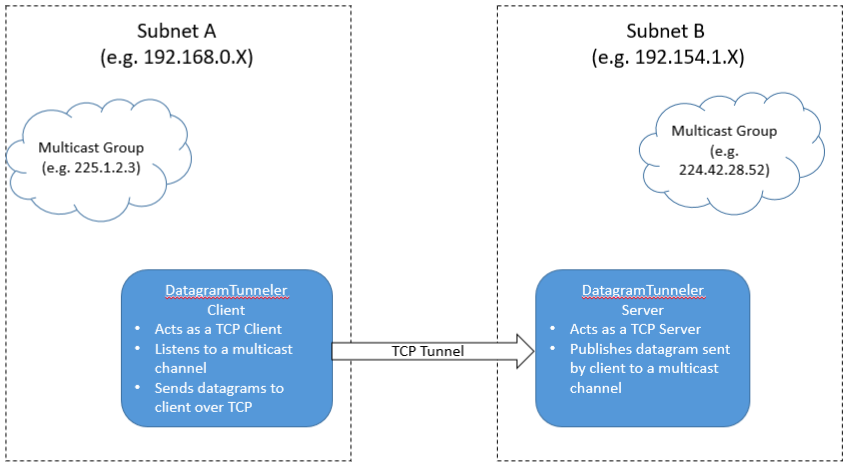 Subnet A
(e.g. 192.168.0.X)
Subnet B
(e.g. 192.154.1.X)
Multicast Group
(e.g. 225.1.2.3)
Multicast Group
(e.g.
224.42.28.52)
DatagramTunneler
Client
• Acts as a TCP Client
• Listens to a multicast
channel
• Sends datagrams to
client over TCP
TCP Tunnel
DatagramTunneler
Server
• Acts as a TCP Server
• Publishes datagram sent
by client to a multicast
channel